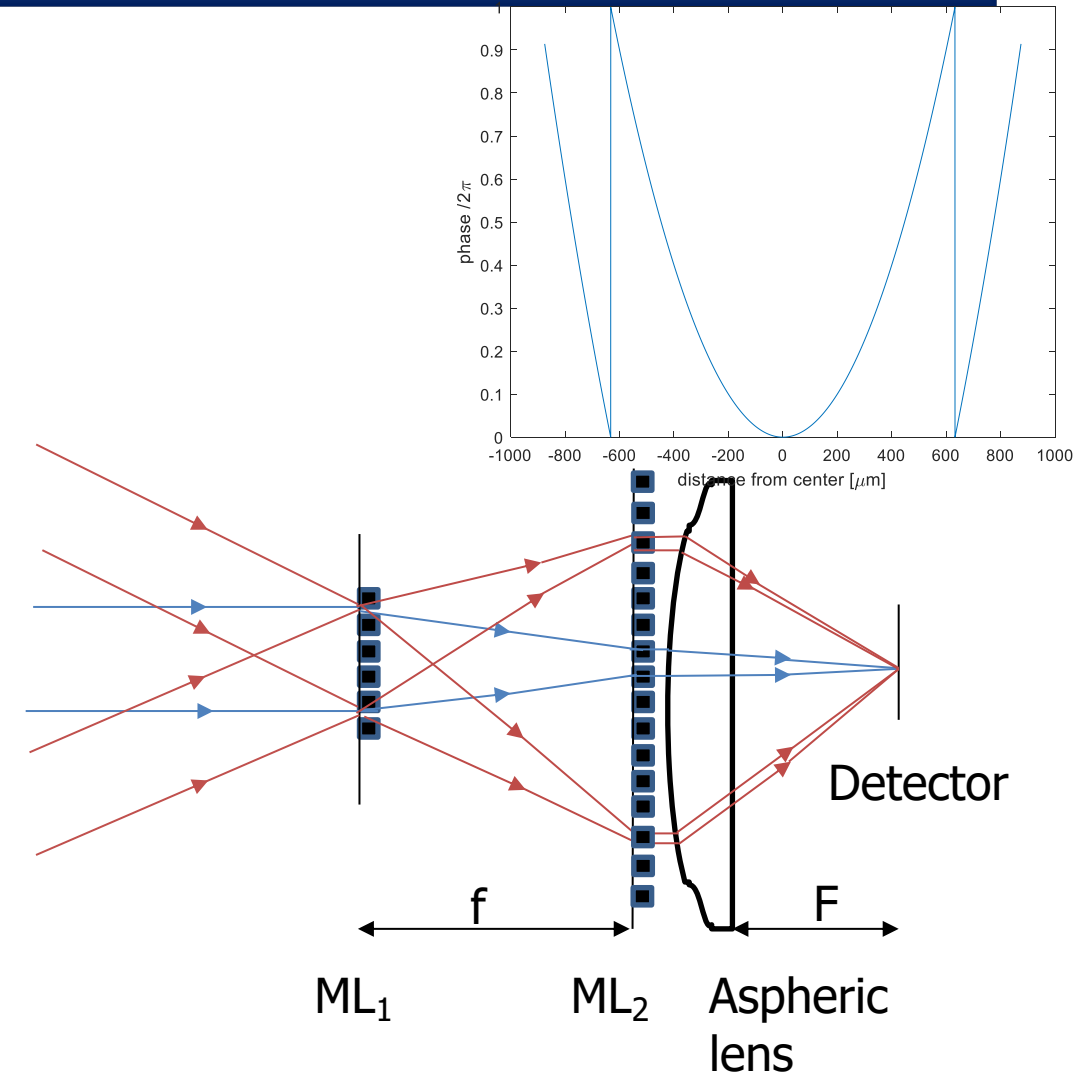 0.9
0.8
0.7
0.6
0.5
0.4
0.3
0.2
0.1
0
phase /2π
-1000 -800 -600 -400 -200 0 200 400 600 800 1000
distance from center [μm]
f
F
Detector
ML₁
ML₂
Aspheric
lens